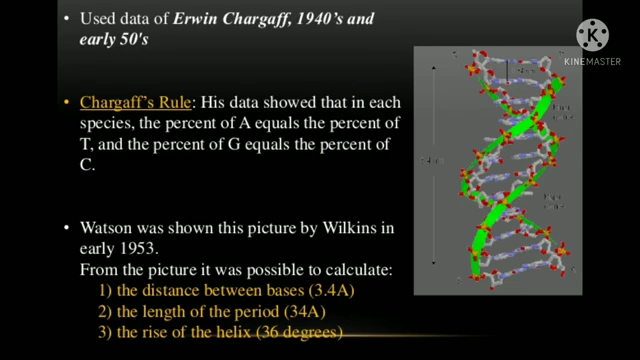 • Used data of Erwin Chargaff, 1940's and
early 50's
K
KINEMASTER
• Chargaff's Rule: His data showed that in each
species, the percent of A equals the percent of
T, and the percent of G equals the percent of
C.
• Watson was shown this picture by Wilkins in
early 1953.
From the picture it was possible to calculate:
1) the distance between bases (3.4A)
2) the length of the period (34A)
3) the rise of the helix (36 degrees)